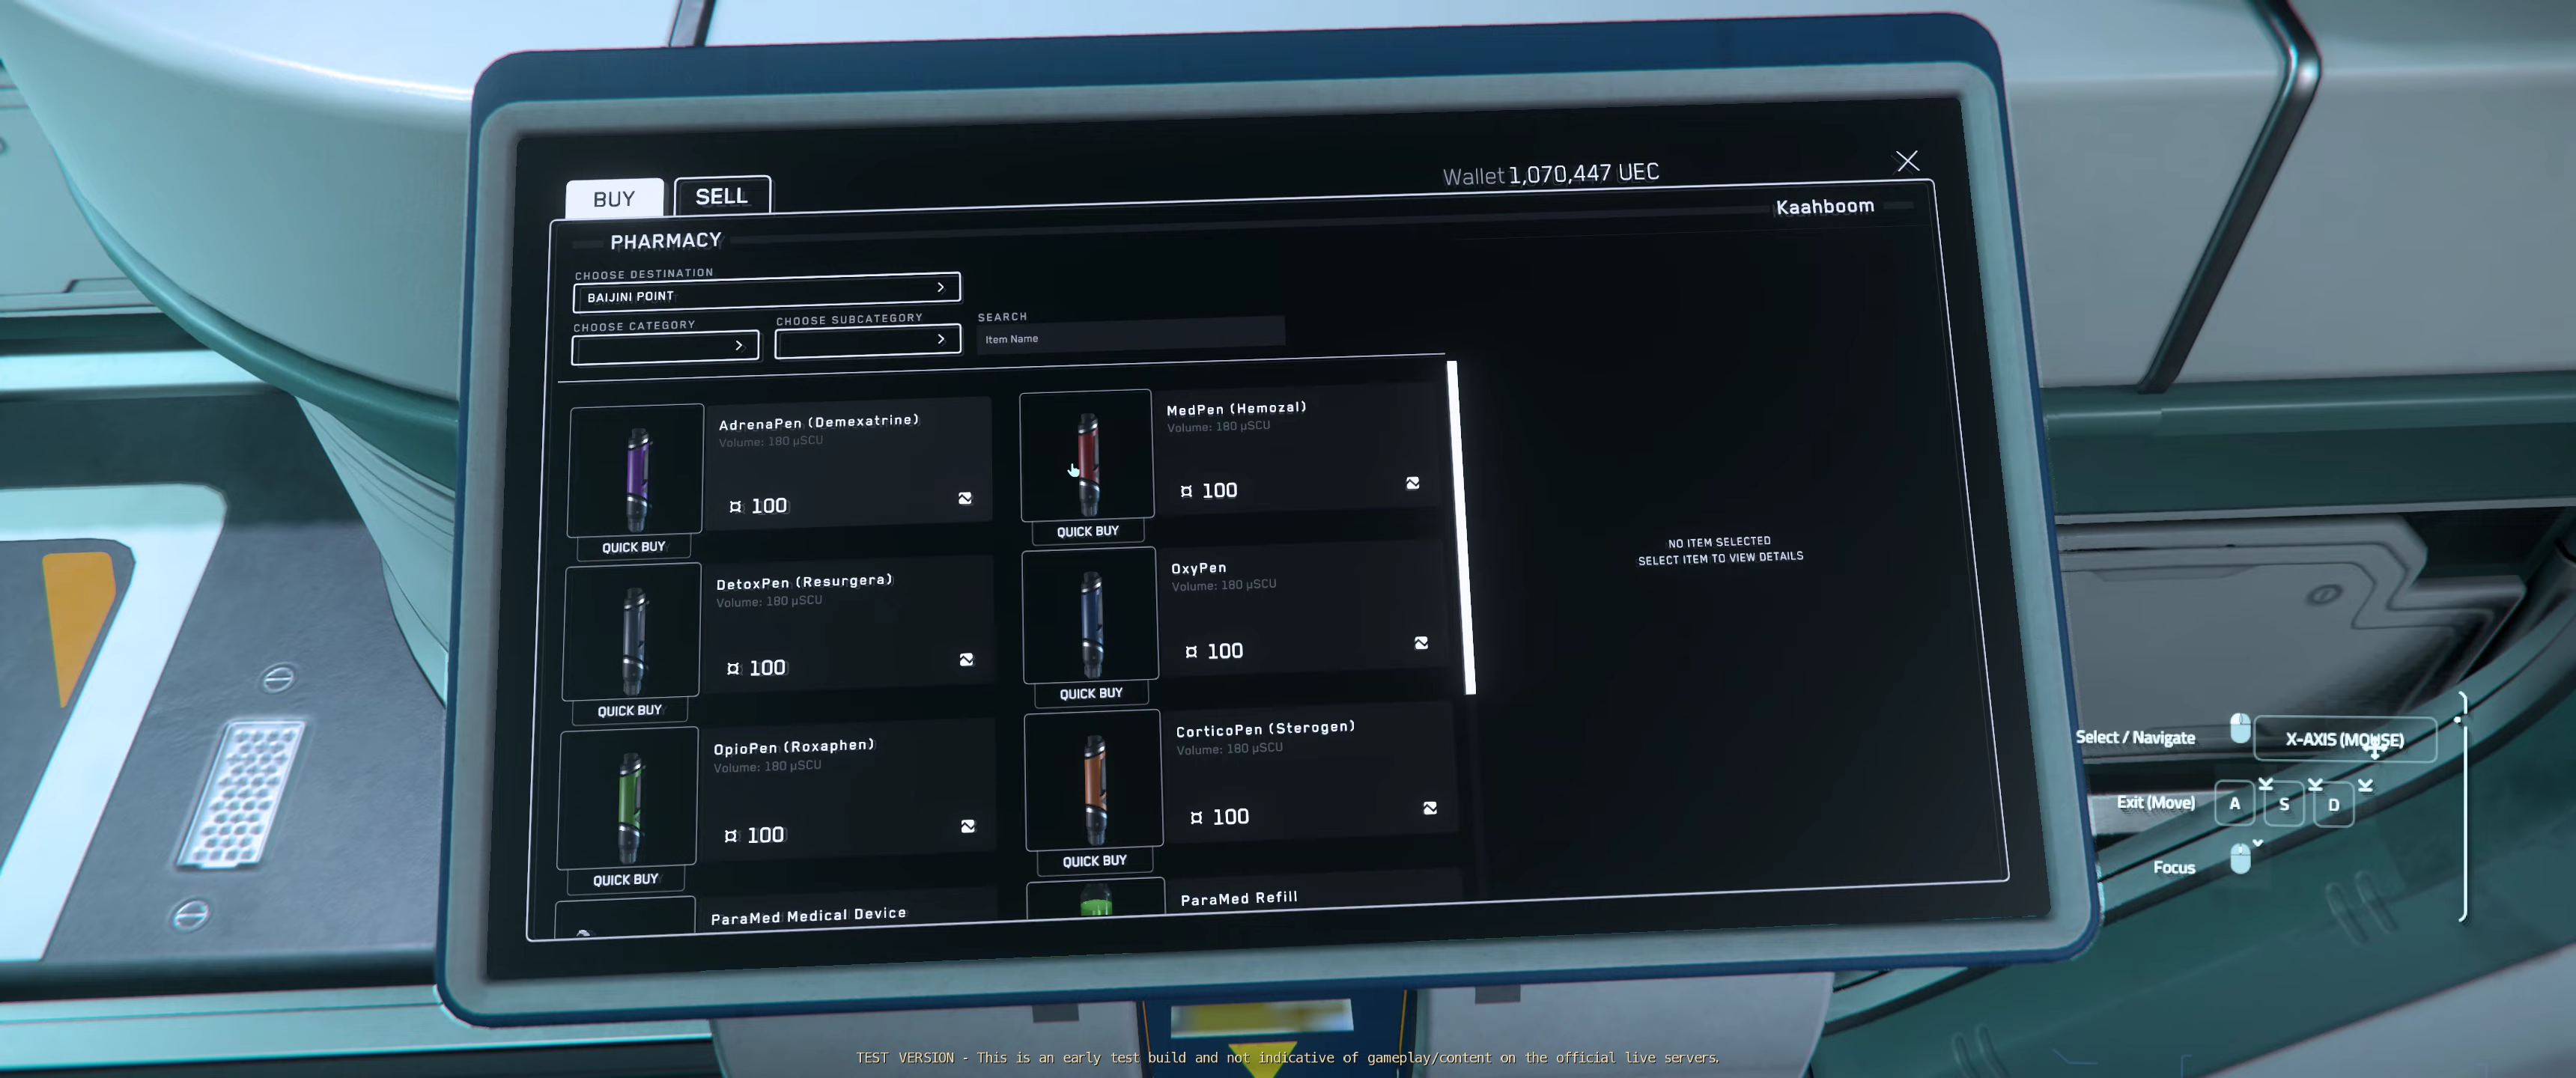 Wallet 1,070,447 UEC
BUY
SELL
Kaahboom
PHARMACY
CHOOSE DESTINATION
BAIJINI POINT
CHOOSE CATEGORY
CHOOSE SUBCATEGORY
SEARCH
Item Name
AdrenaPen (Demexatrine)
Volume: 180 µSCU
¤ 100
QUICK BUY
MedPen (Hemozal)
Volume: 180 µSCU
¤ 100
QUICK BUY
DetoxPen (Resurgera)
Volume: 180 µSCU
¤ 100
QUICK BUY
OxyPen
Volume: 180 µSCU
¤ 100
QUICK BUY
OpioPen (Roxaphen)
Volume: 180 µSCU
¤ 100
QUICK BUY
CorticoPen (Sterogen)
Volume: 180 µSCU
¤ 100
QUICK BUY
ParaMed Medical Device
ParaMed Refill
NO ITEM SELECTED
SELECT ITEM TO VIEW DETAILS
Select / Navigate
X-AXIS (MOUSE)
Exit (Move)
A S D
Focus
TEST VERSION - This is an early test build and not indicative of gameplay/content on the official live servers.